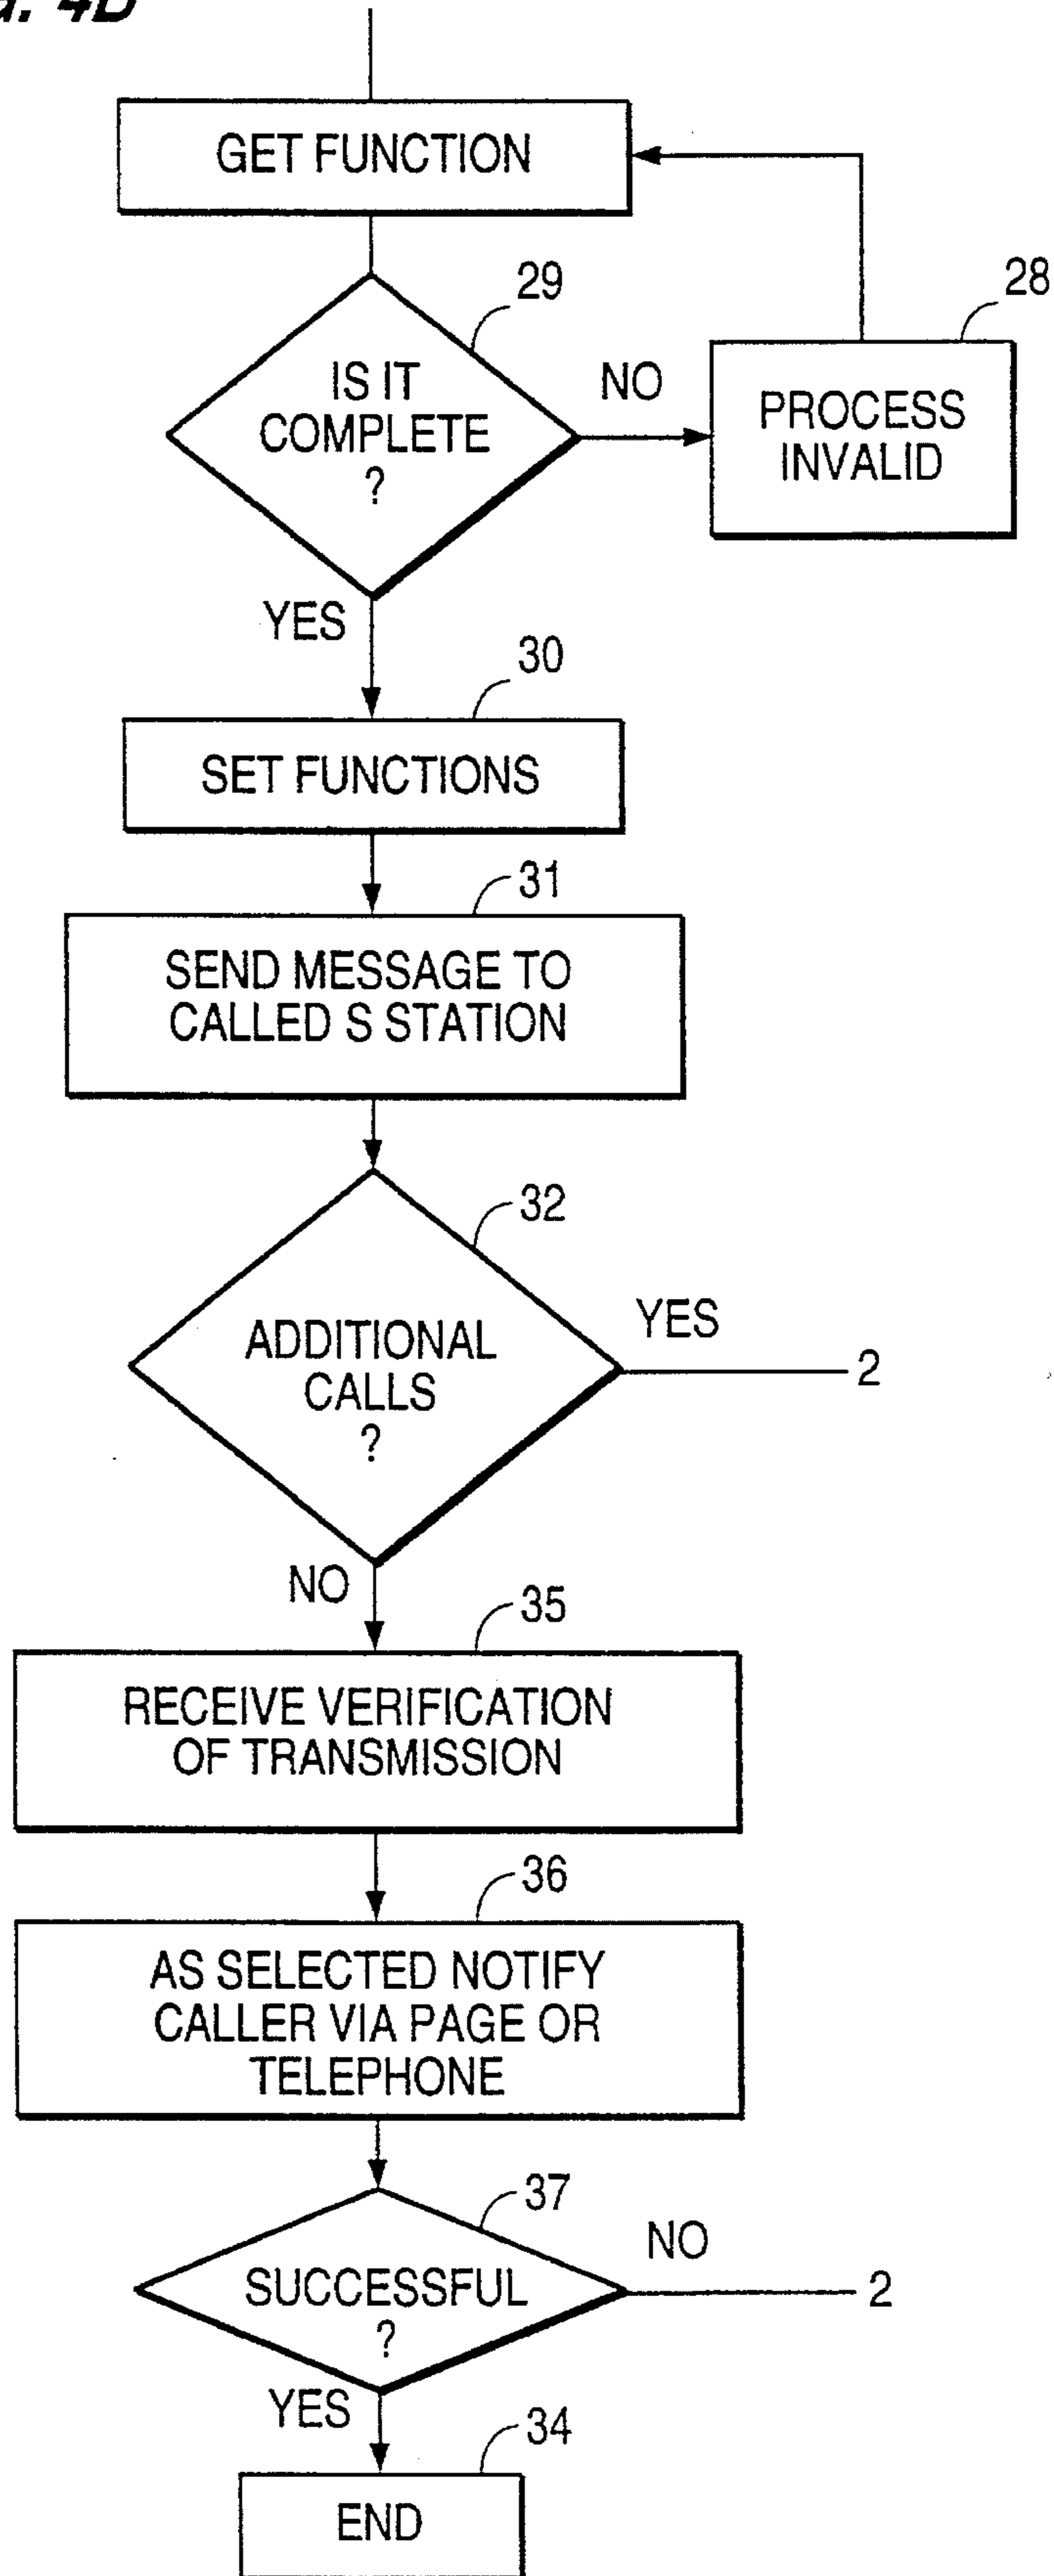 4D
GET FUNCTION
29
28
IS IT
COMPLETE
?
NO
PROCESS
INVALID
YES
30
SET FUNCTIONS
31
SEND MESSAGE TO
CALLED S STATION
32
ADDITIONAL
CALLS
?
YES
2
NO
35
RECEIVE VERIFICATION
OF TRANSMISSION
36
AS SELECTED NOTIFY
CALLER VIA PAGE OR
TELEPHONE
37
SUCCESSFUL
?
NO
2
YES
34
END